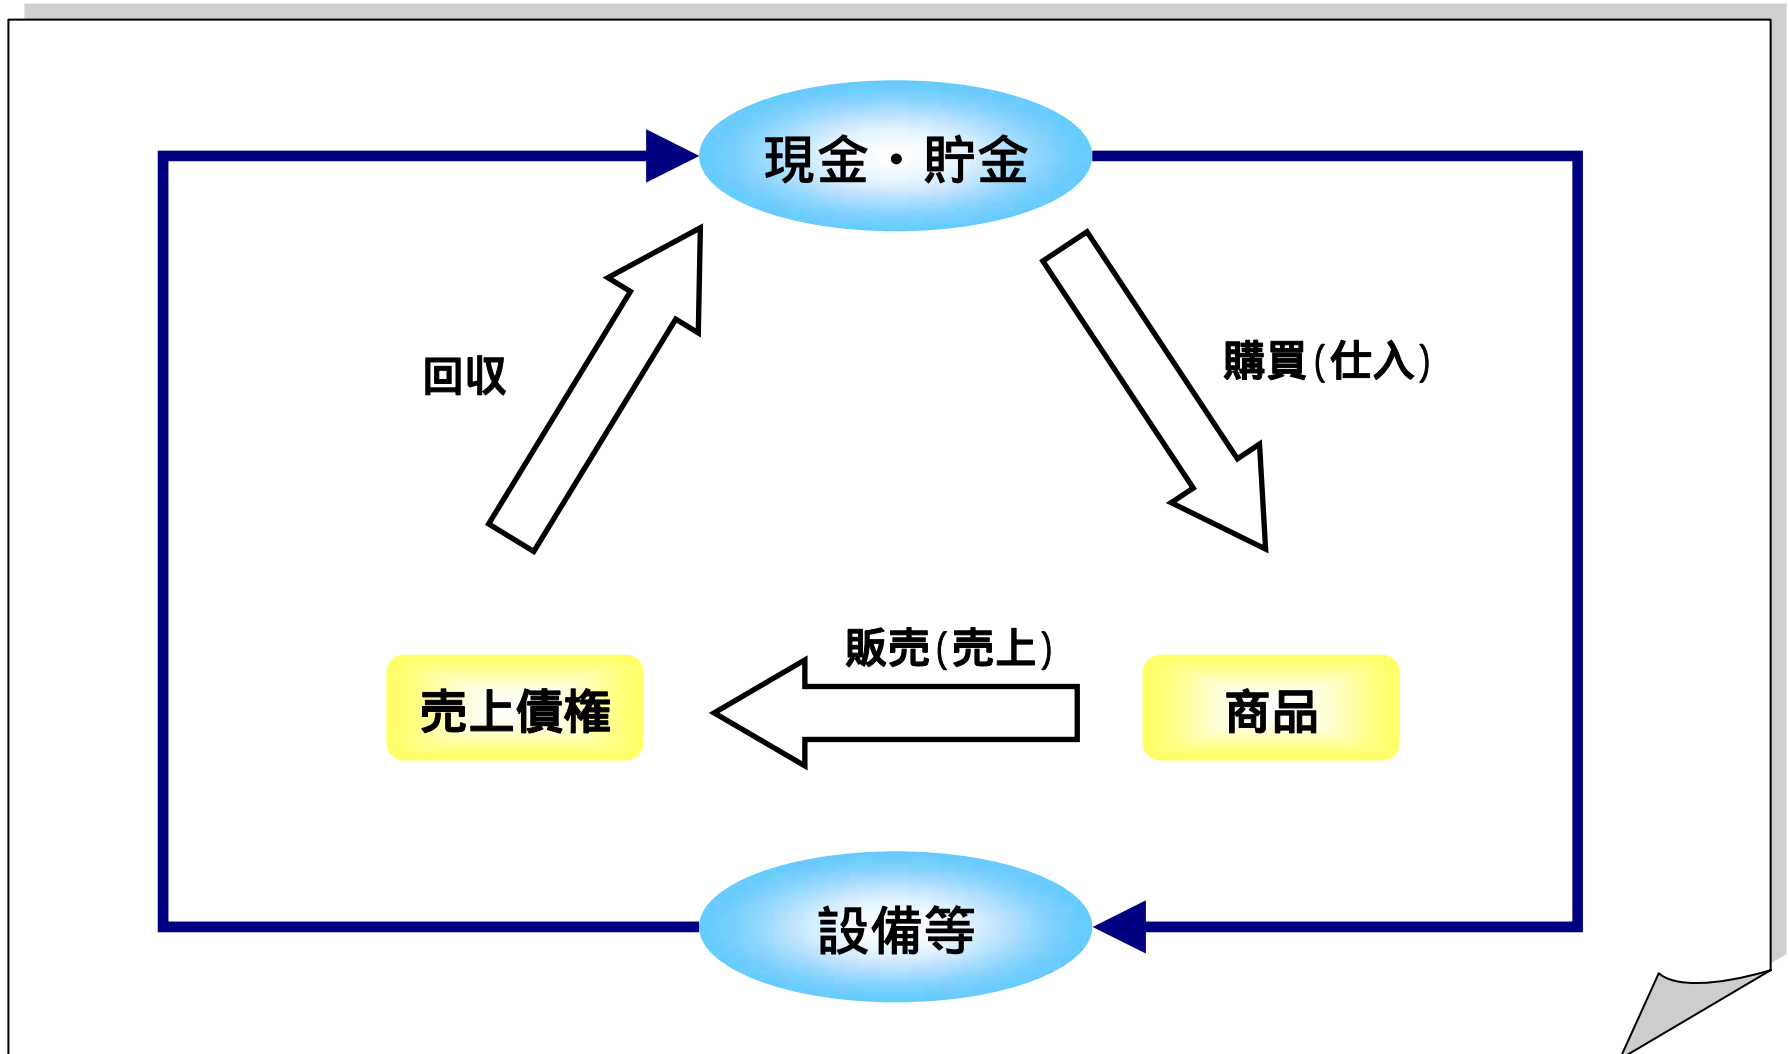 現金・貯金
回収
購買(仕入)
販売(売上)
売上債権
商品
設備等